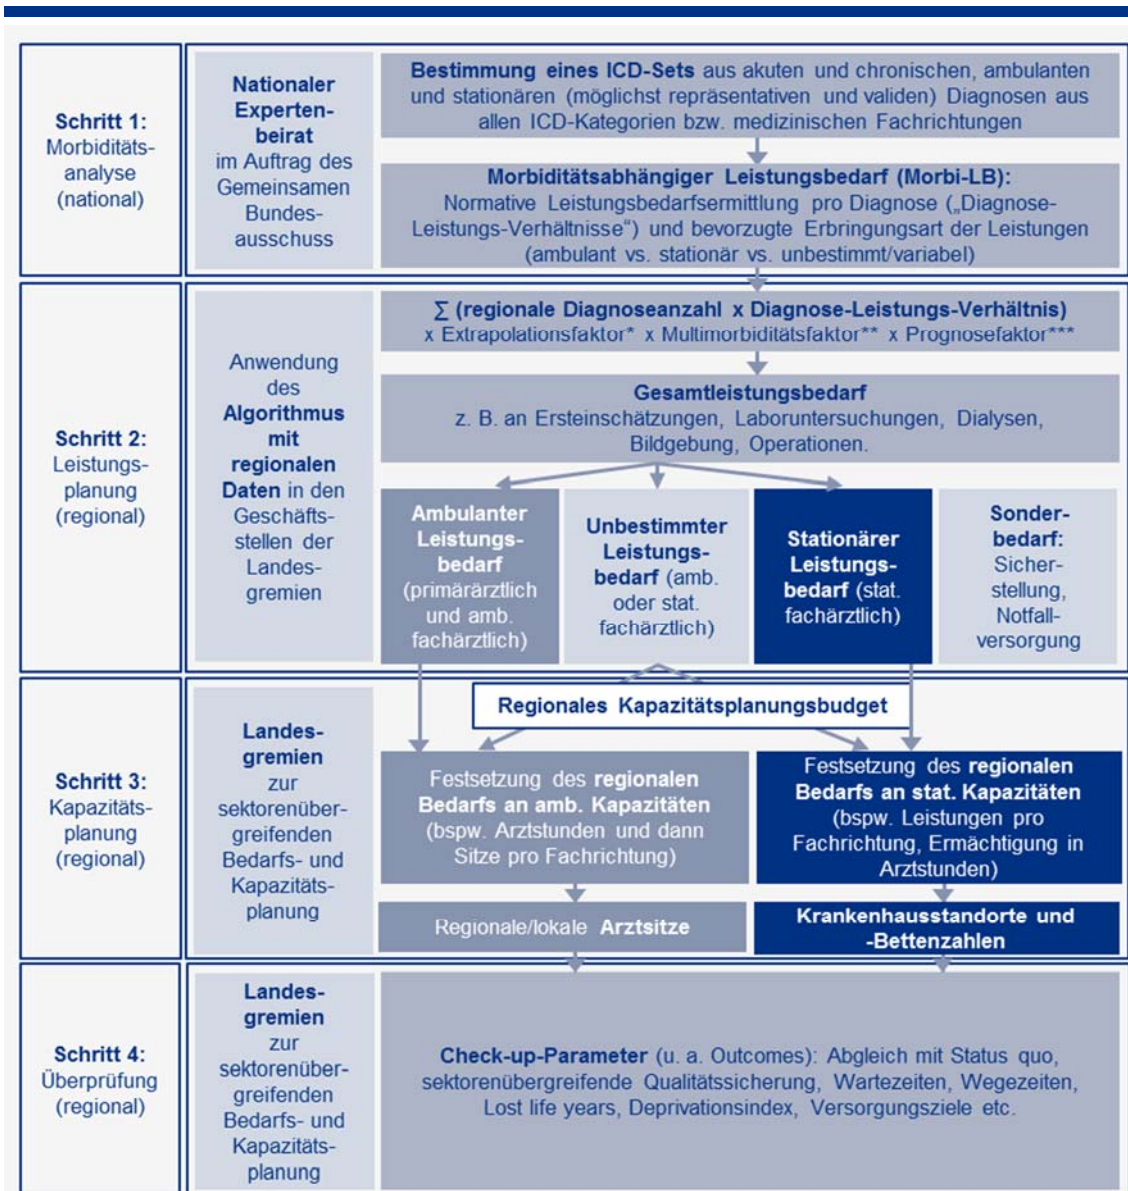 Schritt 1:
Morbiditäts-
analyse
(national)
Nationaler
Experten-
beirat
im Auftrag des
Gemeinsamen
Bundes-
ausschuss
Bestimmung eines ICD-Sets aus akuten und chronischen, ambulanten
und stationären (möglichst repräsentativen und validen) Diagnosen aus
allen ICD-Kategorien bzw. medizinischen Fachrichtungen
Morbiditätsabhängiger Leistungsbedarf (Morbi-LB):
Normative Leistungsbedarfsermittlung pro Diagnose („Diagnose-
Leistungs-Verhältnisse“) und bevorzugte Erbringungsart der Leistungen
(ambulant vs. stationär vs. unbestimmt/variabel)
Schritt 2:
Leistungs-
planung
(regional)
Anwendung
des
Algorithmus
mit
regionalen
Daten in den
Geschäfts-
stellen der
Landes-
gremien
∑ (regionale Diagnoseanzahl x Diagnose-Leistungs-Verhältnis)
x Extrapolationsfaktor* x Multimorbiditätsfaktor** x Prognosefaktor***
Gesamtleistungsbedarf
z. B. an Ersteinschätzungen, Laboruntersuchungen, Dialysen,
Bildgebung, Operationen.
Ambulanter
Leistungs-
bedarf
(primärärztlich
und amb.
fachärztlich)
Unbestimmter
Leistungs-
bedarf (amb.
oder stat.
fachärztlich)
Stationärer
Leistungs-
bedarf (stat.
fachärztlich)
Sonder-
bedarf:
Sicher-
stellung,
Notfall-
versorgung
Schritt 3:
Kapazitäts-
planung
(regional)
Landes-
gremien
zur
sektorenüber-
greifenden
Bedarfs- und
Kapazitäts-
planung
Regionales Kapazitätsplanungsbudget
Festsetzung des regionalen
Bedarfs an amb. Kapazitäten
(bspw. Arztstunden und dann
Sitze pro Fachrichtung)
Festsetzung des regionalen
Bedarfs an stat. Kapazitäten
(bspw. Leistungen pro
Fachrichtung, Ermächtigung in
Arztstunden)
Regionale/lokale Arztsitze
Krankenhausstandorte und
-Bettenzahlen
Schritt 4:
Überprüfung
(regional)
Landes-
gremien
zur
sektorenüber-
greifenden
Bedarfs- und
Kapazitäts-
planung
Check-up-Parameter (u. a. Outcomes): Abgleich mit Status quo,
sektorenübergreifende Qualitätssicherung, Wartezeiten, Wegezeiten,
Lost life years, Deprivationsindex, Versorgungsziele etc.